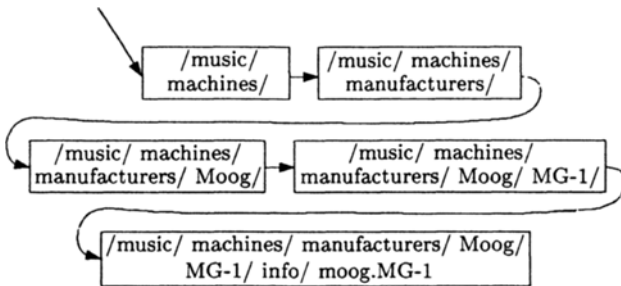 /music/
machines/
/music/ machines/
manufacturers/
/music/ machines/
manufacturers/ Moog/
/music/ machines/
manufacturers/ Moog/ MG-1/
/music/ machines/ manufacturers/ Moog/
MG-1/ info/ moog.MG-1